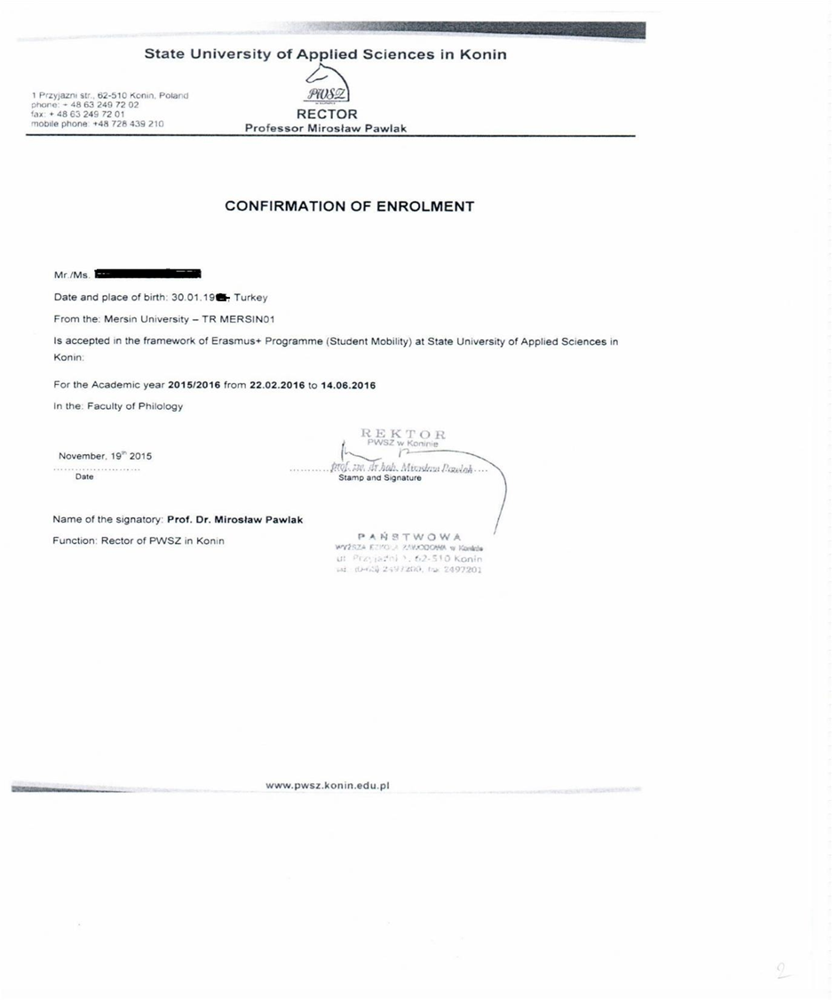 State University of Applied Sciences in Konin
1 Przyjaźni str., 62-510 Konin, Poland
phone: + 48 63 249 72 02
fax: + 48 63 249 72 01
mobile phone: +48 728 439 210
PWSZ
RECTOR
Professor Mirosław Pawlak
CONFIRMATION OF ENROLMENT
Mr./Ms.
Date and place of birth: 30.01.19 Turkey
From the: Mersin University – TR MERSIN01
Is accepted in the framework of Erasmus+ Programme (Student Mobility) at State University of Applied Sciences in
Konin:
For the Academic year 2015/2016 from 22.02.2016 to 14.06.2016
In the: Faculty of Philology
REKTOR
PWSZ w Koninie
November, 19th 2015
prof. zw. dr hab. Mirosław Pawlak
Date
Stamp and Signature
Name of the signatory: Prof. Dr. Mirosław Pawlak
Function: Rector of PWSZ in Konin
PAŃSTWOWA
WYŻSZA SZKOŁA ZAWODOWA w Koninie
ul. Przyjaźni 1, 62-510 Konin
2497200, fax 2497201
www.pwsz.konin.edu.pl
2